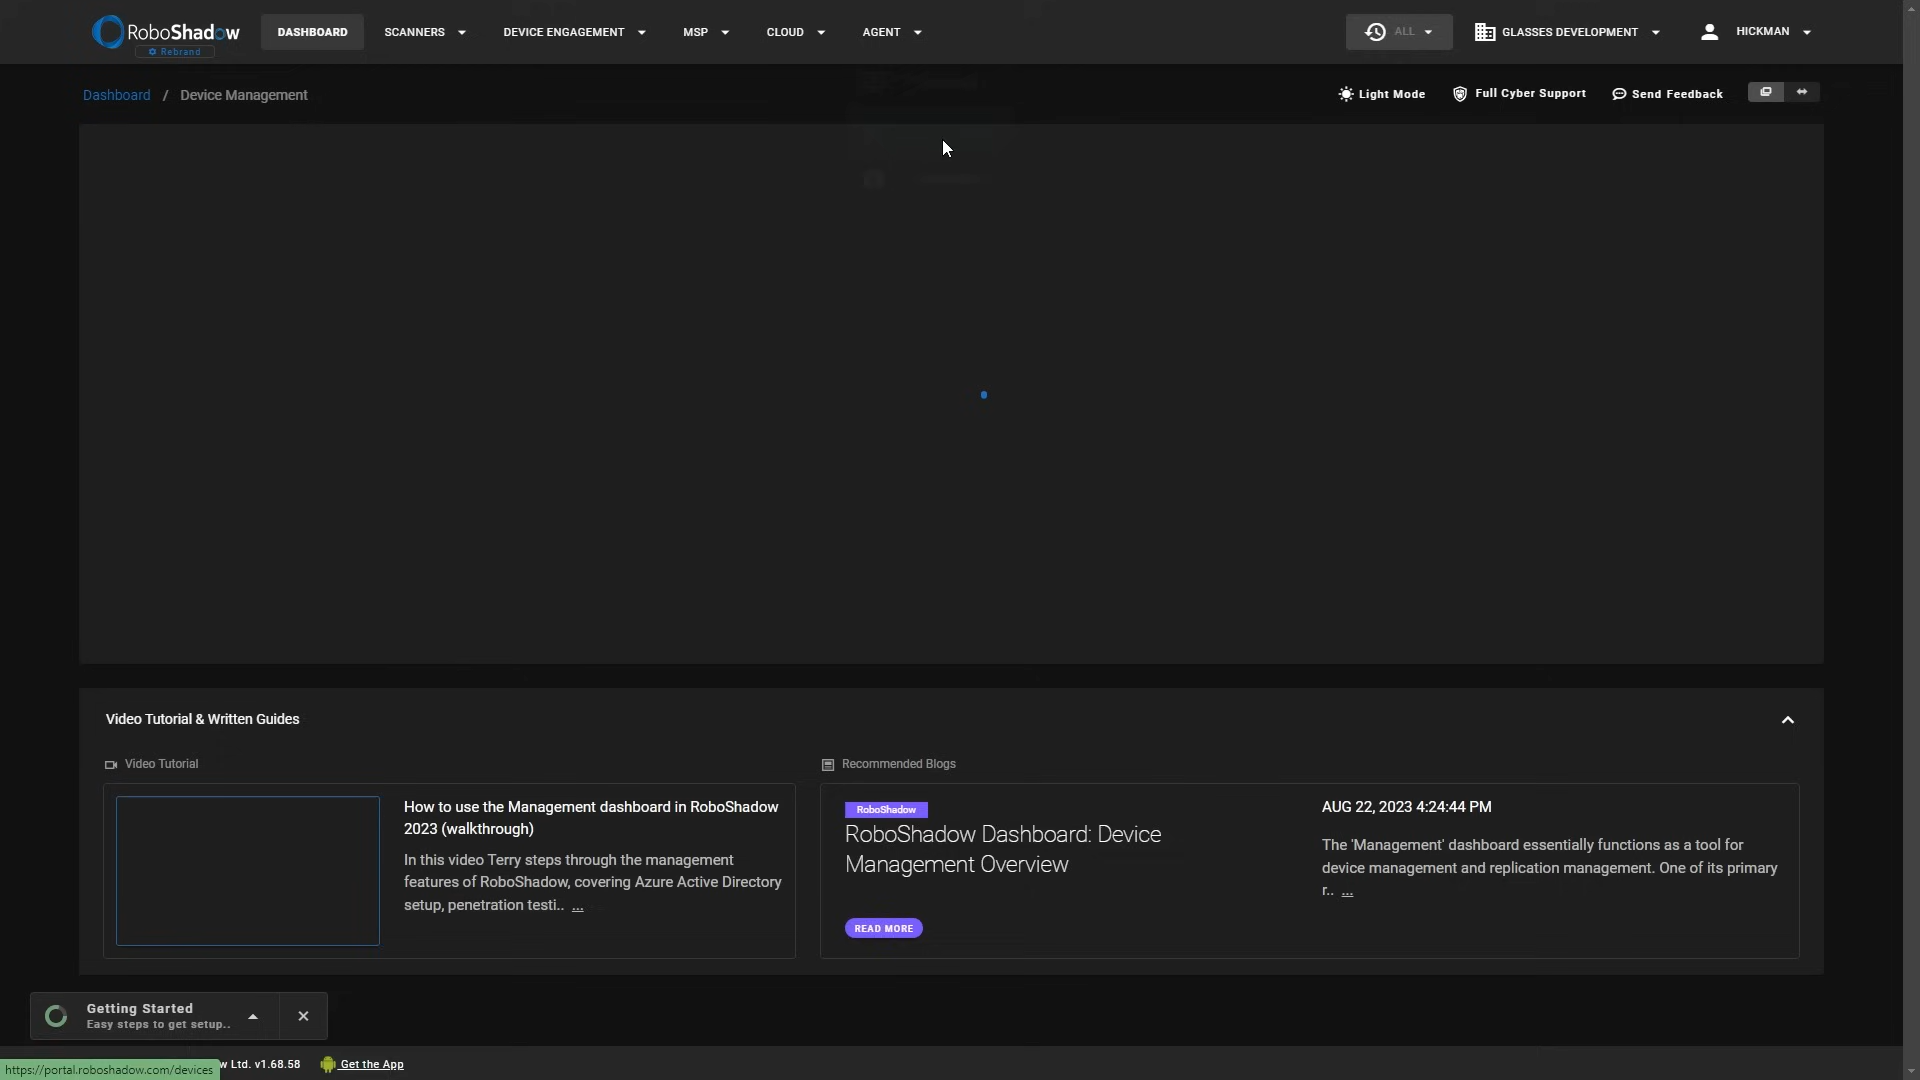 RoboShadow
Rebrand
DASHBOARD
SCANNERS
DEVICE ENGAGEMENT
MSP
CLOUD
AGENT
ALL
GLASSES DEVELOPMENT
HICKMAN
Dashboard / Device Management
Light Mode
Full Cyber Support
Send Feedback
Video Tutorial & Written Guides
Video Tutorial
Recommended Blogs
How to use the Management dashboard in RoboShadow
2023 (walkthrough)
In this video Terry steps through the management
features of RoboShadow, covering Azure Active Directory
setup, penetration testi.. ...
RoboShadow
RoboShadow Dashboard: Device
Management Overview
READ MORE
AUG 22, 2023 4:24:44 PM
The 'Management' dashboard essentially functions as a tool for
device management and replication management. One of its primary
r.. ...
Getting Started
Easy steps to get setup..
w Ltd. v1.68.58
Get the App
https://portal.roboshadow.com/devices